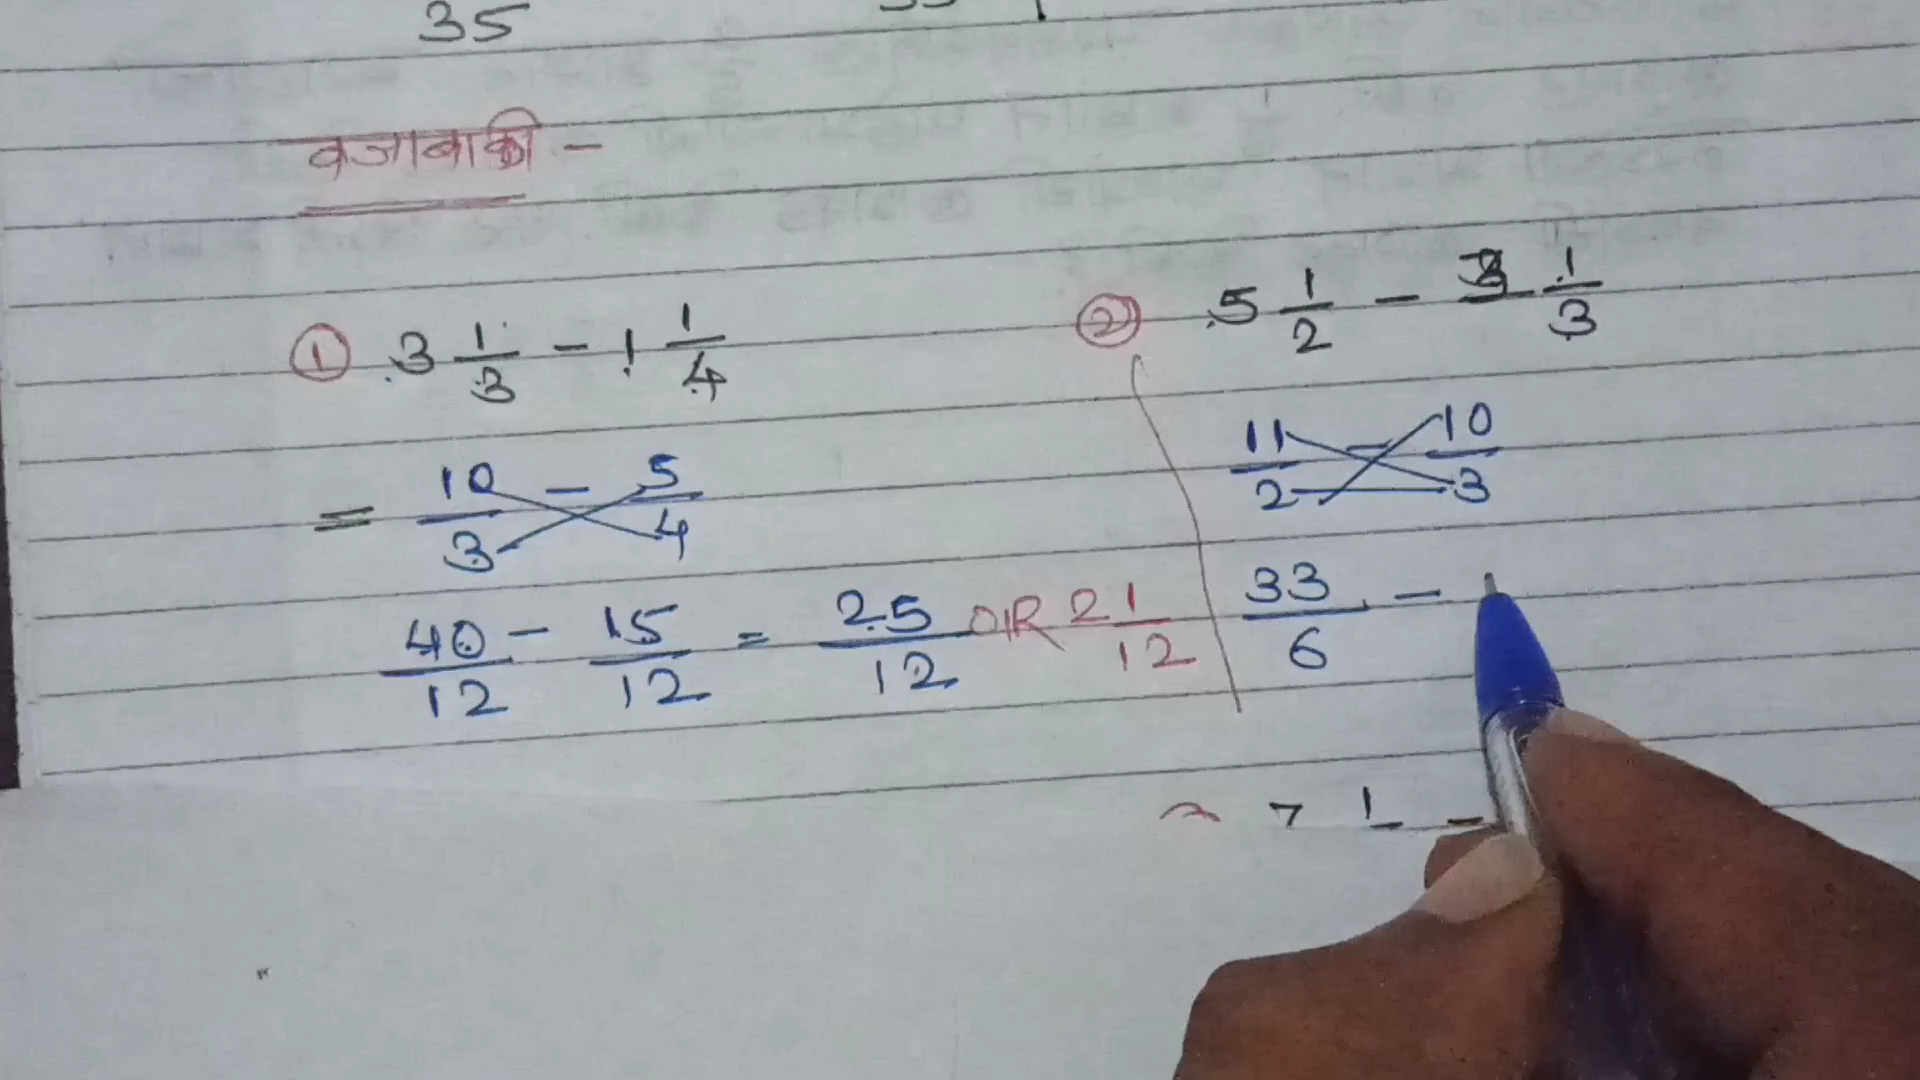 35
वजाबाकी -
① 3 1/3 - 1 1/4
= 10/3 - 5/4
40/12 - 15/12 = 25/12 OR 2 1/12
② 5 1/2 - 3 1/3
11/2 - 10/3
33/6 -